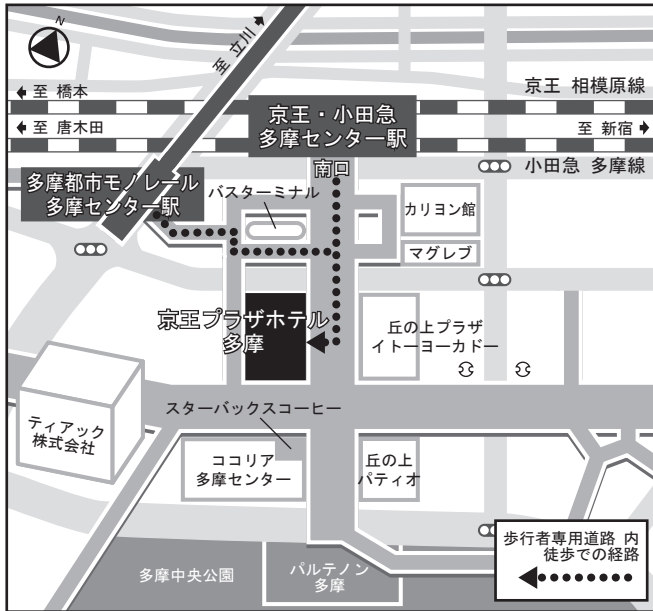 N
至 立川
至 橋本
京王 相模原線
京王・小田急
多摩センター駅
至 唐木田
至 新宿
南口
小田急 多摩線
多摩都市モノレール
多摩センター駅
バスターミナル
カリヨン館
マグレブ
京王プラザホテル
多摩
丘の上プラザ
イトーヨーカドー
スターバックスコーヒー
ティアック
株式会社
ココリア
多摩センター
丘の上
パティオ
歩行者専用道路 内
徒歩での経路
多摩中央公園
パルテノン
多摩